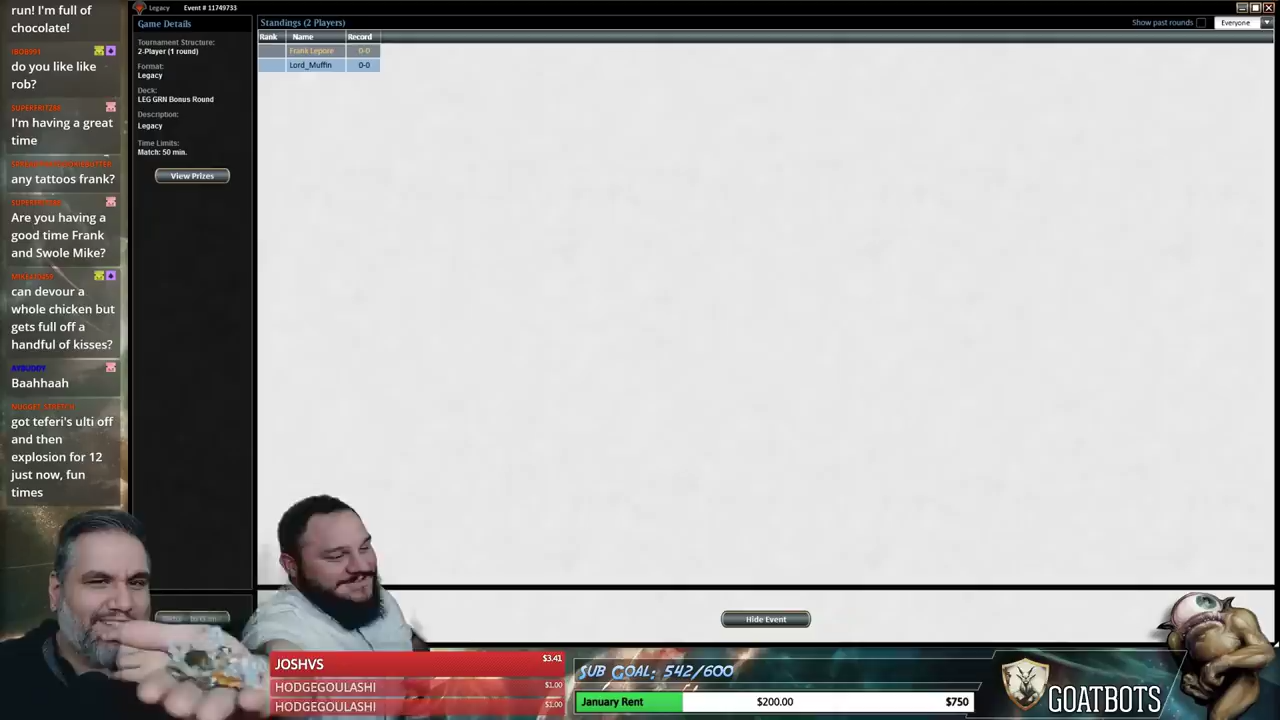 run! I'm full of
chocolate!
do you like like
rob?
SUPERFRITZ88
I'm having a great
time
any tattoos frank?
SUPERFRITZ88
Are you having a
good time Frank
and Swole Mike?
can devour a
whole chicken but
gets full off a
handful of kisses?
AYBUDDY
Baahhaah
NUGGET_STRETCH
got teferi's ulti off
and then
explosion for 12
just now, fun
times
Legacy Event # 11749733
Game Details
Tournament Structure:
2-Player (1 round)
Format:
Legacy
Deck:
LEG GRN Bonus Round
Description:
Legacy
Time Limits:
Match: 50 min.
View Prizes
Standings (2 Players)
Show past rounds
Everyone
Rank Name Record
Frank Lepore 0-0
Lord_Muffin 0-0
Hide Event
JOSHVS $3.41
HODGEGOULASHI $1.00
HODGEGOULASHI $1.00
SUB GOAL: 542/600
January Rent $200.00 $750
GOATBOTS